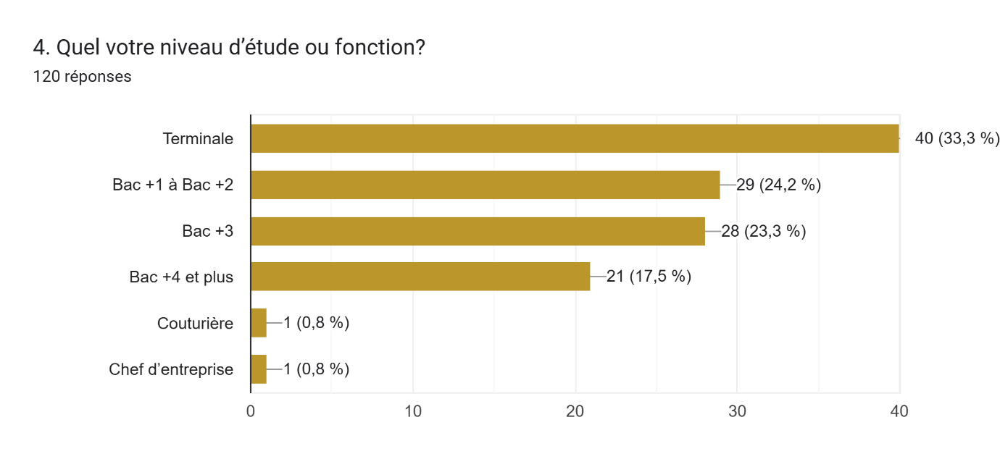 4. Quel votre niveau d’étude ou fonction?
120 réponses
Terminale 40 (33,3 %)
Bac +1 à Bac +2 29 (24,2 %)
Bac +3 28 (23,3 %)
Bac +4 et plus 21 (17,5 %)
Couturière 1 (0,8 %)
Chef d’entreprise 1 (0,8 %)
0 10 20 30 40